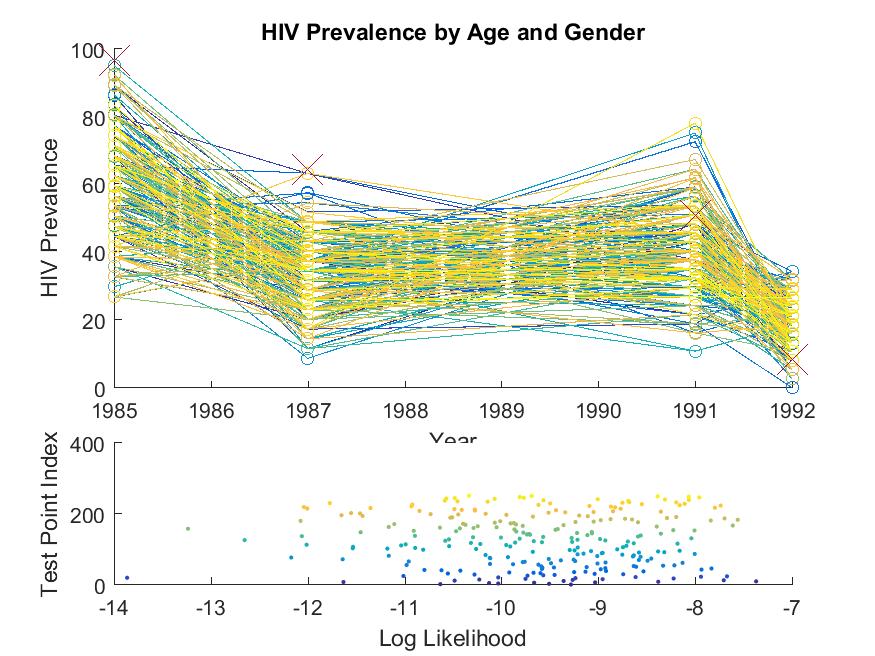 HIV Prevalence by Age and Gender
100
80
60
40
20
0
HIV Prevalence
1985 1986 1987 1988 1989 1990 1991 1992
Year
400
200
0
Test Point Index
-14 -13 -12 -11 -10 -9 -8 -7
Log Likelihood